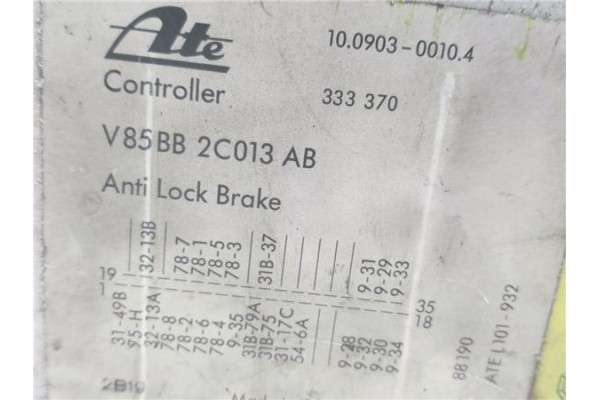 Ate
10.0903-0010.4
Controller 333 370
V85BB 2C013 AB
Anti Lock Brake
32-13B 78-7 78-1 78-5 78-3 31B-37 9-31 9-29 9-33
19 35
1 18
31-49B 95-H 32-13A 78-8 78-2 78-6 78-4 9-35 31B-79A 31B-75 31-17C 54-6A 9-28 9-32 9-30 9-34
88190
ATE L101-932
2B10